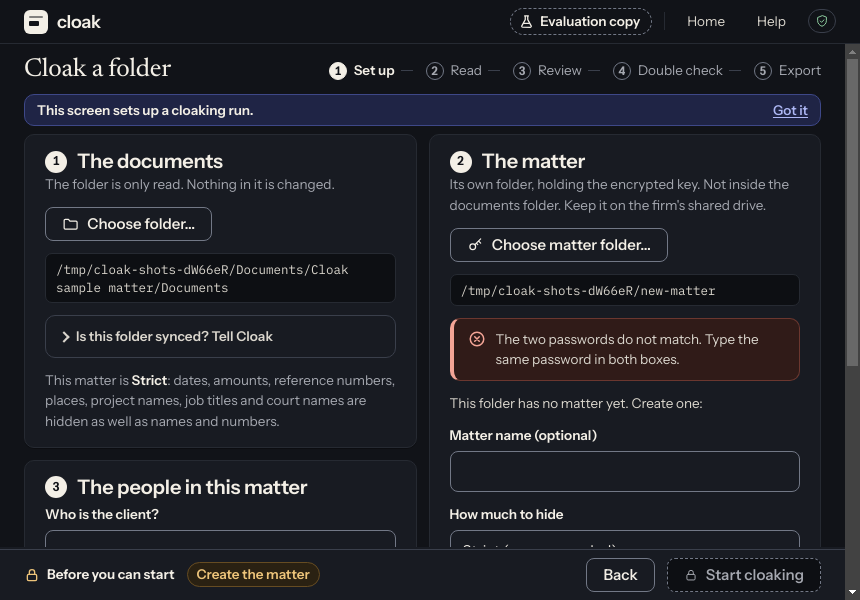 cloak
Evaluation copy
Home
Help
Cloak a folder
1 Set up
2 Read
3 Review
4 Double check
5 Export
This screen sets up a cloaking run.
Got it
1 The documents
The folder is only read. Nothing in it is changed.
Choose folder...
/tmp/cloak-shots-dW66eR/Documents/Cloak
sample matter/Documents
Is this folder synced? Tell Cloak
This matter is Strict: dates, amounts, reference numbers,
places, project names, job titles and court names are
hidden as well as names and numbers.
3 The people in this matter
Who is the client?
2 The matter
Its own folder, holding the encrypted key. Not inside the
documents folder. Keep it on the firm's shared drive.
Choose matter folder...
/tmp/cloak-shots-dW66eR/new-matter
The two passwords do not match. Type the
same password in both boxes.
This folder has no matter yet. Create one:
Matter name (optional)
How much to hide
Before you can start
Create the matter
Back
Start cloaking